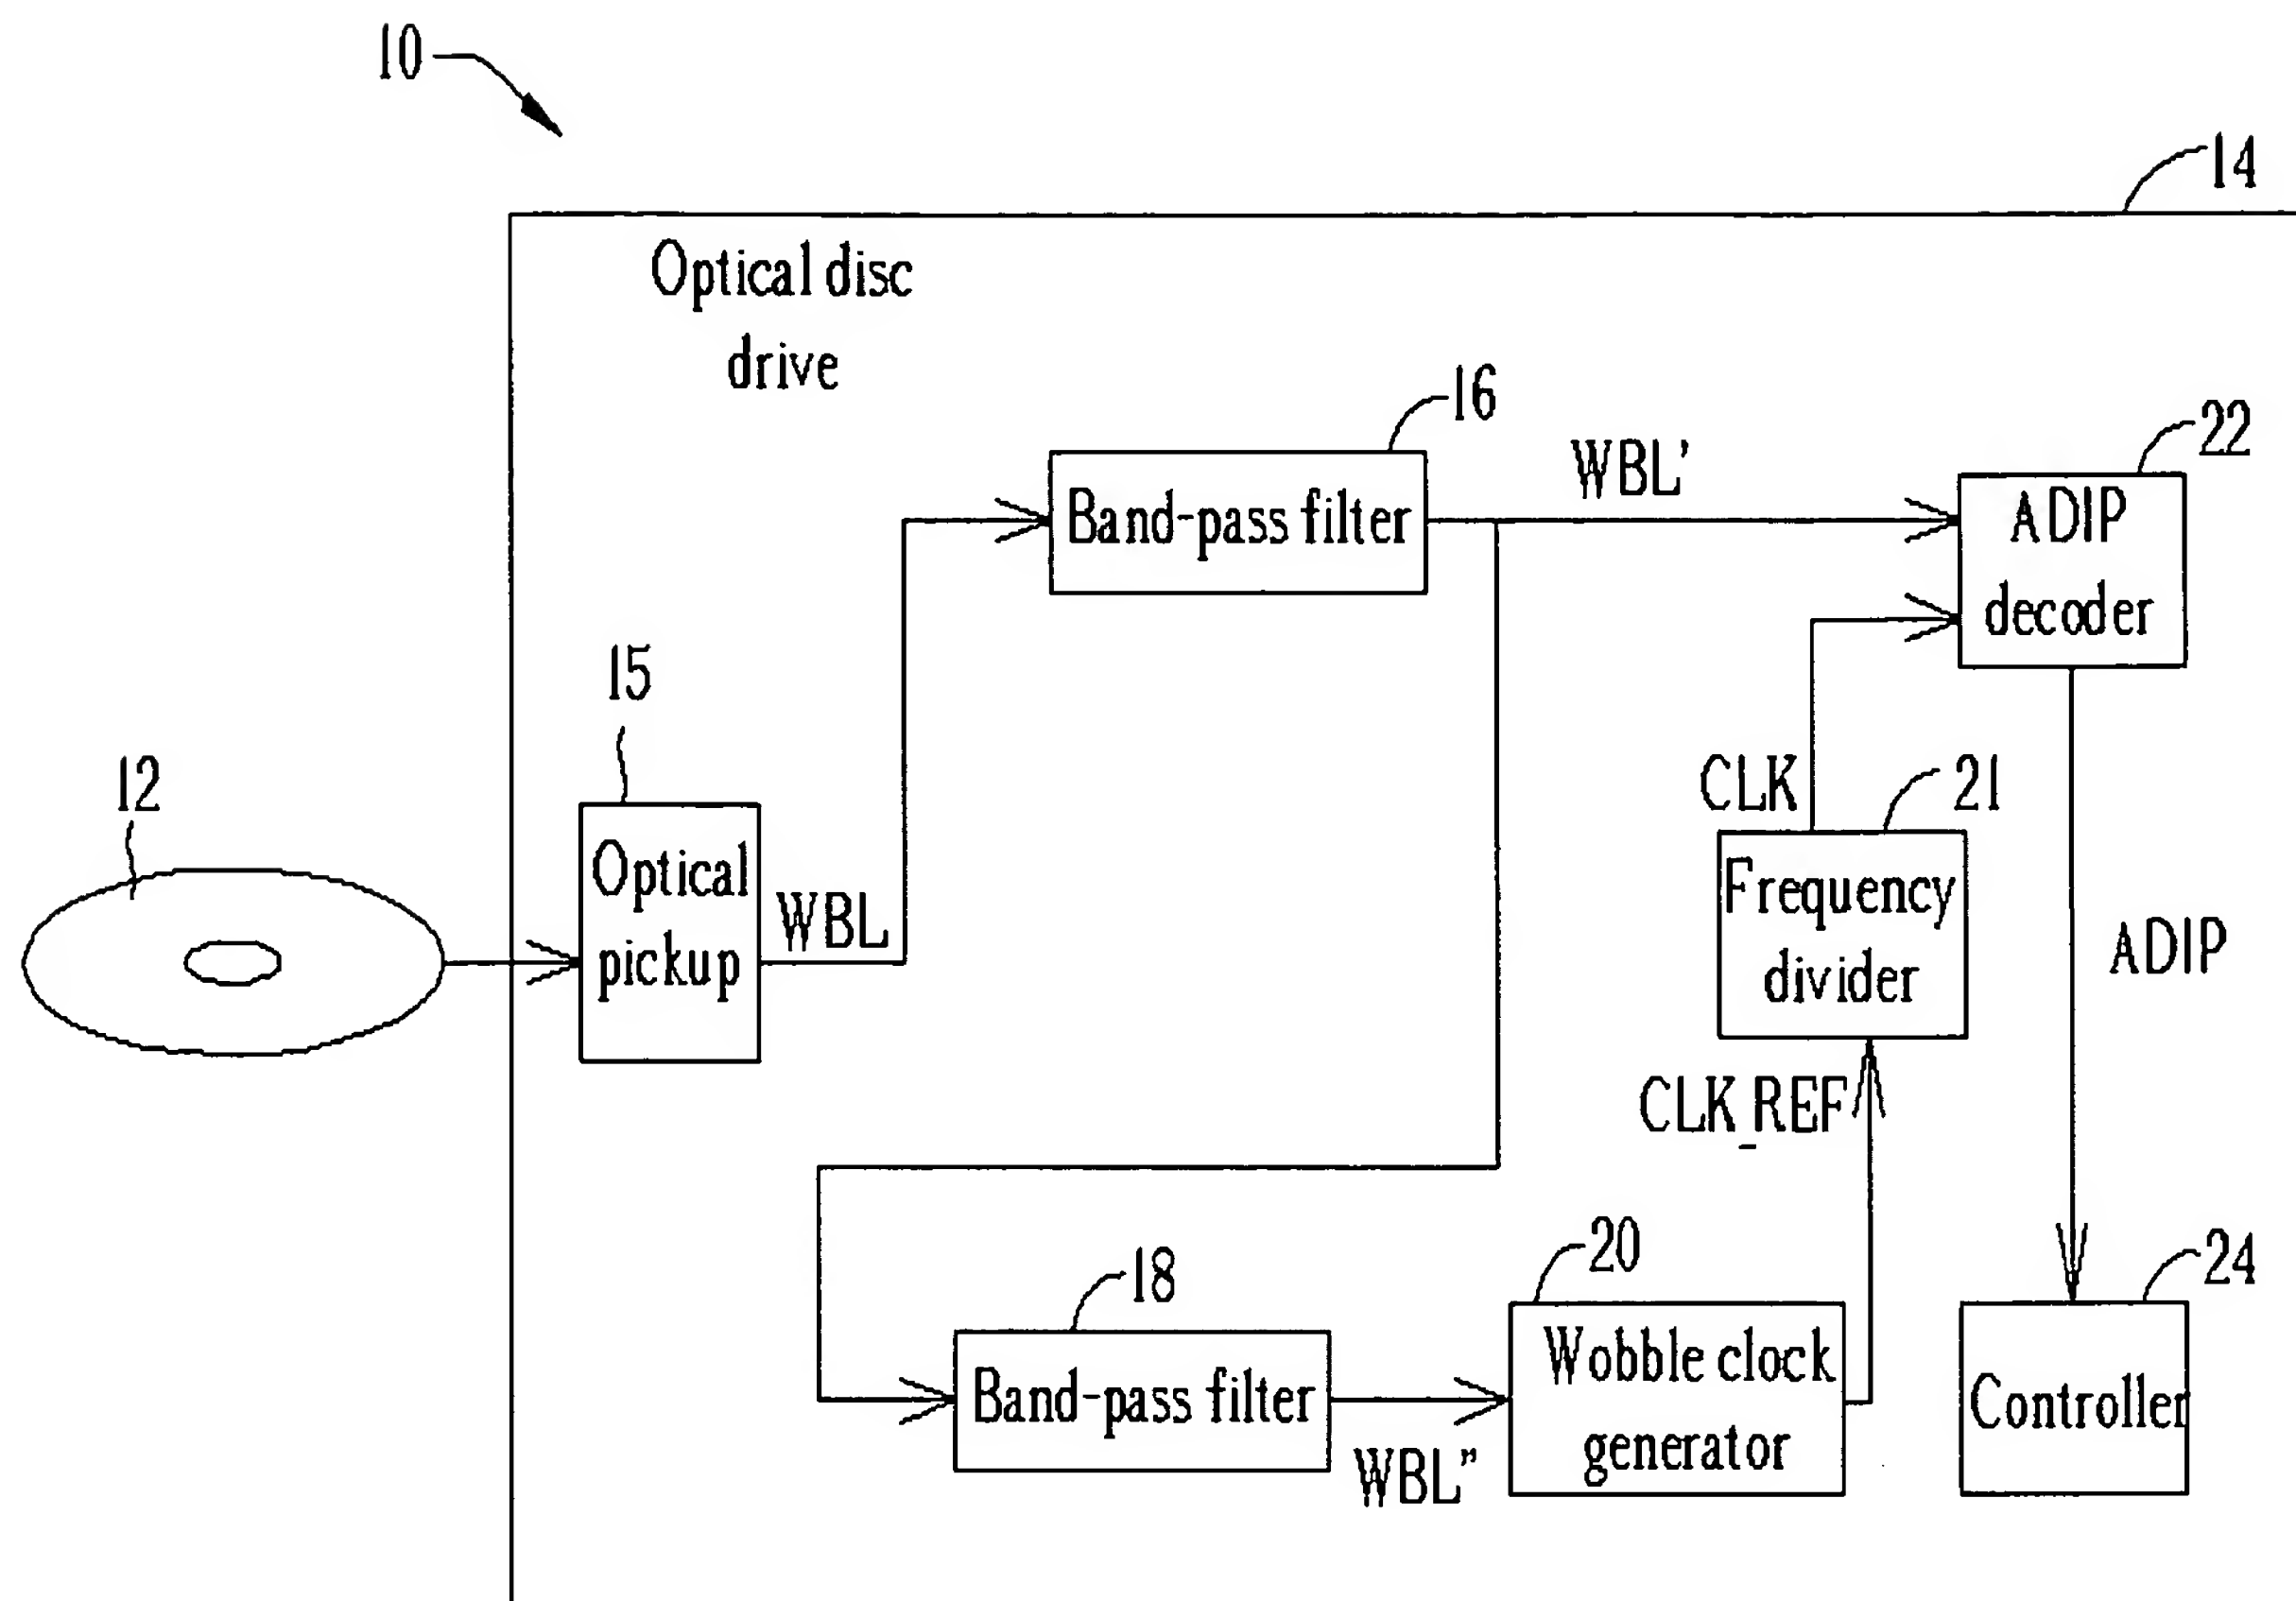 10
14
Optical disc
drive
16
WBL'
22
Band-pass filter
ADIP
decoder
15
12
CLK
21
Optical
pickup
WBL
Frequency
divider
ADIP
CLK_REF
18
20
24
Band-pass filter
WBL"
Wobble clock
generator
Controller